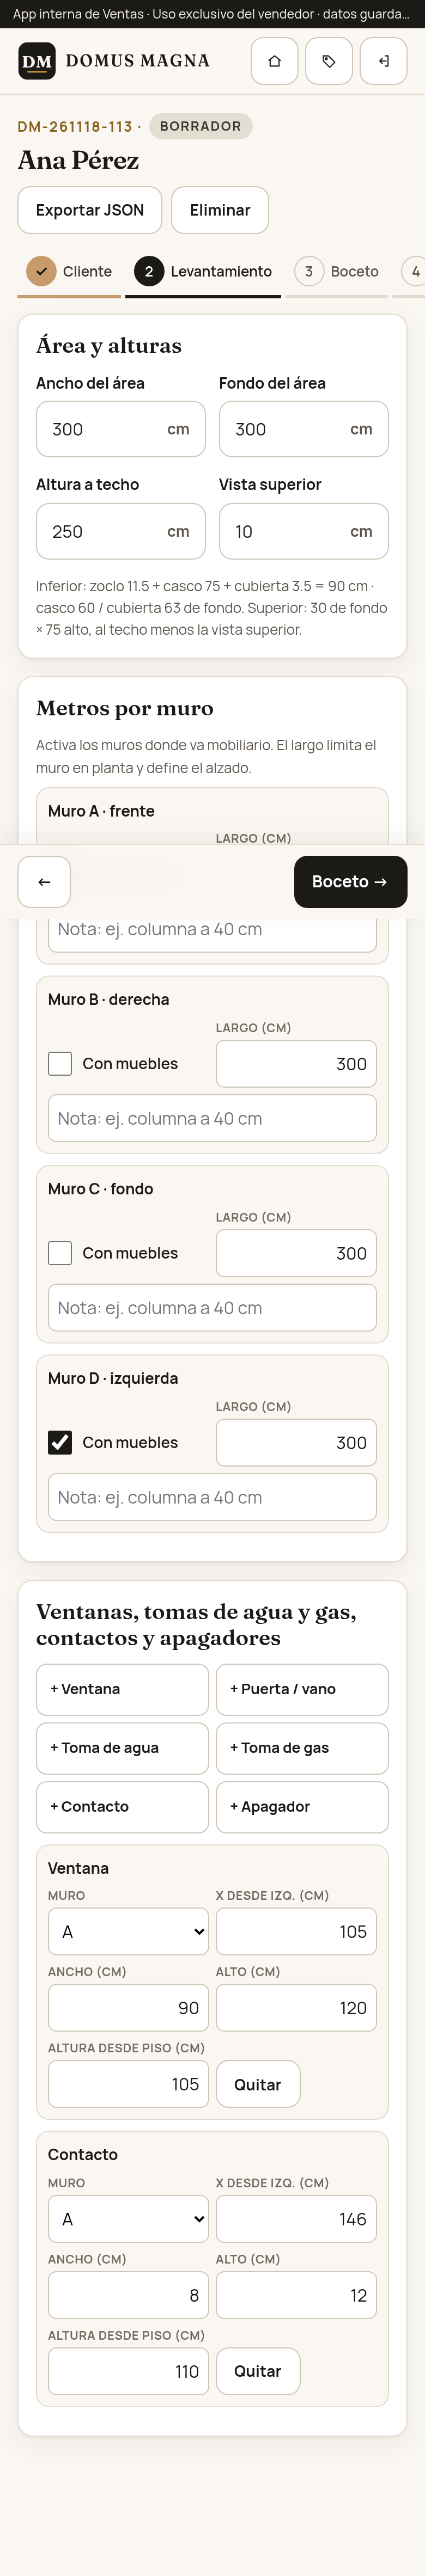 App interna de Ventas · Uso exclusivo del vendedor · datos guarda...
DM DOMUS MAGNA
DM-261118-113 · BORRADOR
Ana Pérez
Exportar JSON Eliminar
Cliente 2 Levantamiento 3 Boceto 4
Área y alturas
Ancho del área Fondo del área
300 cm 300 cm
Altura a techo Vista superior
250 cm 10 cm
Inferior: zoclo 11.5 + casco 75 + cubierta 3.5 = 90 cm ·
casco 60 / cubierta 63 de fondo. Superior: 30 de fondo
× 75 alto, al techo menos la vista superior.
Metros por muro
Activa los muros donde va mobiliario. El largo limita el
muro en planta y define el alzado.
Muro A · frente
LARGO (CM)
← Boceto →
Nota: ej. columna a 40 cm
Muro B · derecha
LARGO (CM)
Con muebles 300
Nota: ej. columna a 40 cm
Muro C · fondo
LARGO (CM)
Con muebles 300
Nota: ej. columna a 40 cm
Muro D · izquierda
LARGO (CM)
Con muebles 300
Nota: ej. columna a 40 cm
Ventanas, tomas de agua y gas,
contactos y apagadores
+ Ventana + Puerta / vano
+ Toma de agua + Toma de gas
+ Contacto + Apagador
Ventana
MURO X DESDE IZQ. (CM)
A 105
ANCHO (CM) ALTO (CM)
90 120
ALTURA DESDE PISO (CM)
105 Quitar
Contacto
MURO X DESDE IZQ. (CM)
A 146
ANCHO (CM) ALTO (CM)
8 12
ALTURA DESDE PISO (CM)
110 Quitar